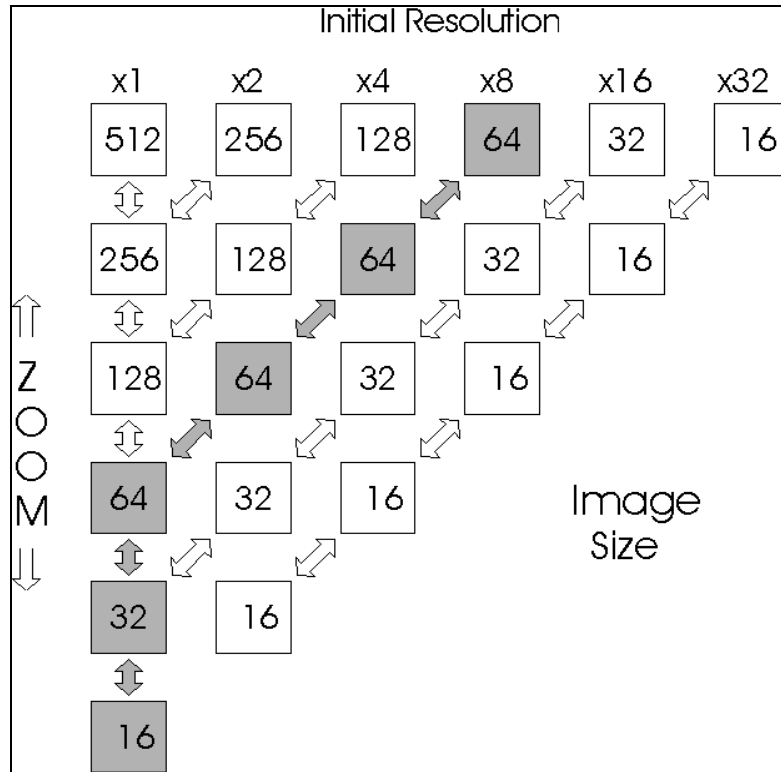 Initial Resolution
x1 x2 x4 x8 x16 x32
512 256 128 64 32 16
256 128 64 32 16
ZOOM
128 64 32 16
64 32 16
Image
Size
32 16
16